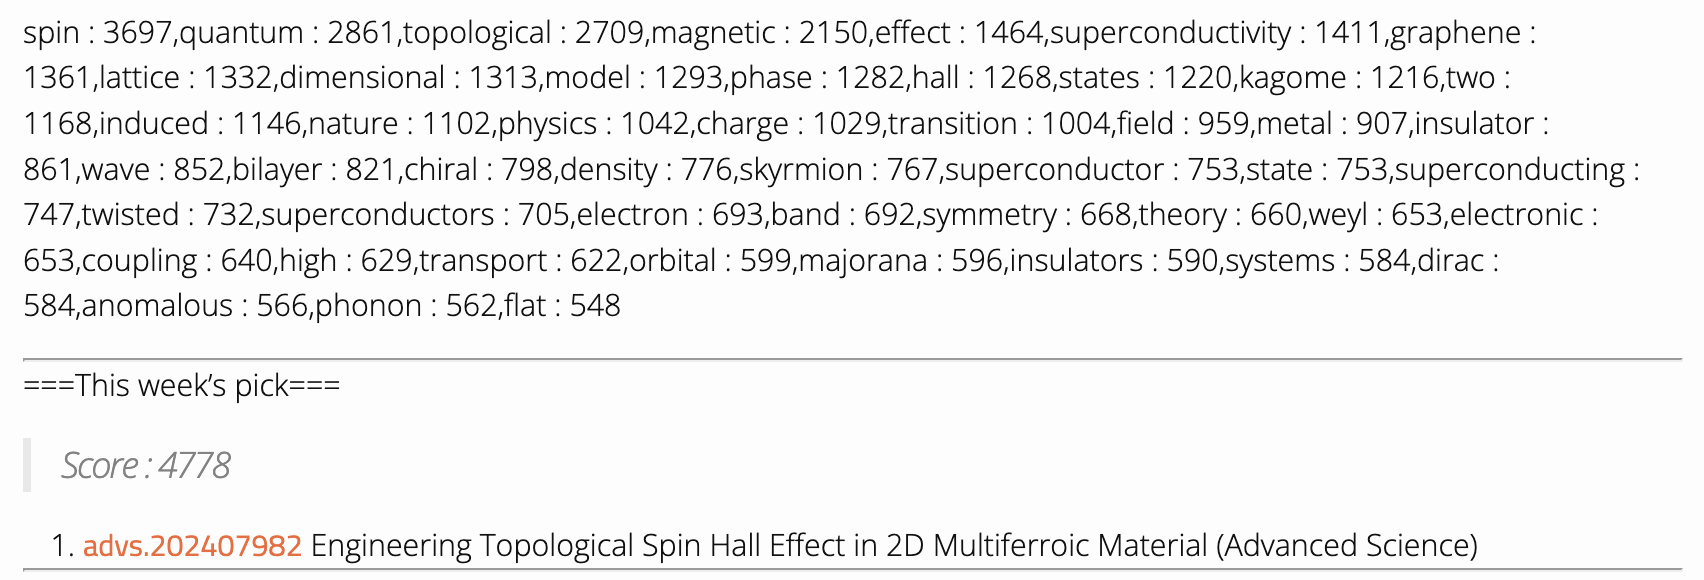 spin : 3697,quantum : 2861,topological : 2709,magnetic : 2150,effect : 1464,superconductivity : 1411,graphene :
1361,lattice : 1332,dimensional : 1313,model : 1293,phase : 1282,hall : 1268,states : 1220,kagome : 1216,two :
1168,induced : 1146,nature : 1102,physics : 1042,charge : 1029,transition : 1004,field : 959,metal : 907,insulator :
861,wave : 852,bilayer : 821,chiral : 798,density : 776,skyrmion : 767,superconductor : 753,state : 753,superconducting :
747,twisted : 732,superconductors : 705,electron : 693,band : 692,symmetry : 668,theory : 660,weyl : 653,electronic :
653,coupling : 640,high : 629,transport : 622,orbital : 599,majorana : 596,insulators : 590,systems : 584,dirac :
584,anomalous : 566,phonon : 562,flat : 548
===This week’s pick===
Score : 4778
1. advs.202407982 Engineering Topological Spin Hall Effect in 2D Multiferroic Material (Advanced Science)